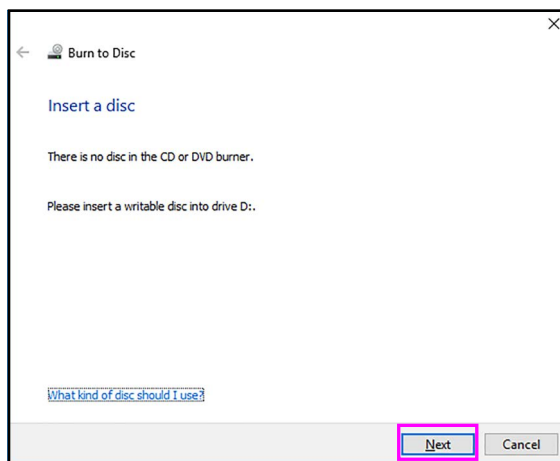 Burn to Disc
Insert a disc
There is no disc in the CD or DVD burner.
Please insert a writable disc into drive D:.
What kind of disc should I use?
Next Cancel